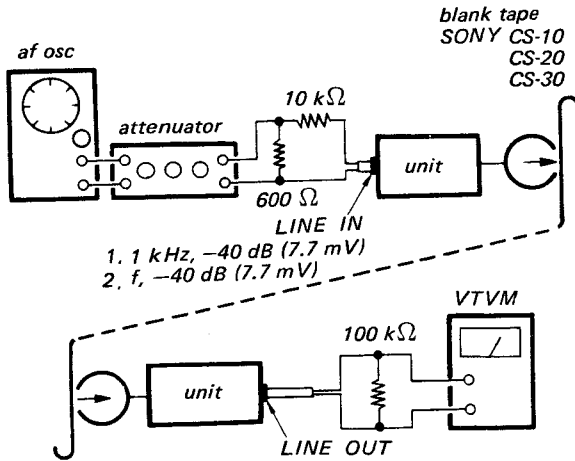 blank tape
SONY CS-10
CS-20
CS-30
af osc
attenuator
10 kΩ
600 Ω
unit
LINE IN
1. 1 kHz, −40 dB (7.7 mV)
2. f, −40 dB (7.7 mV)
VTVM
100 kΩ
unit
LINE OUT